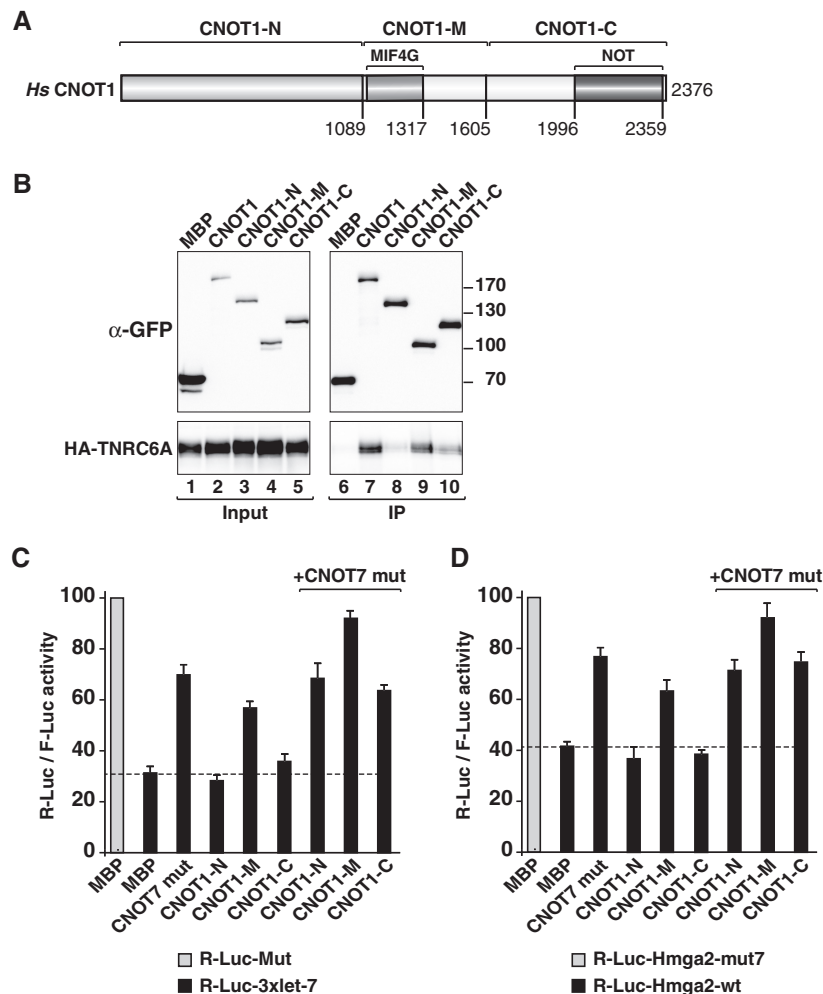 A
CNOT1-N CNOT1-M CNOT1-C
MIF4G NOT
Hs CNOT1 2376
1089 1317 1605 1996 2359
B
MBP CNOT1 CNOT1-N CNOT1-M CNOT1-C MBP CNOT1 CNOT1-N CNOT1-M CNOT1-C
α-GFP
170
130
100
70
HA-TNRC6A
1 2 3 4 5 6 7 8 9 10
Input IP
C
+CNOT7 mut
R-Luc / F-Luc activity
100
80
60
40
20
0
MBP MBP CNOT7 mut CNOT1-N CNOT1-M CNOT1-C CNOT1-N CNOT1-M CNOT1-C
R-Luc-Mut
R-Luc-3xlet-7
D
+CNOT7 mut
R-Luc / F-Luc activity
100
80
60
40
20
0
MBP MBP CNOT7 mut CNOT1-N CNOT1-M CNOT1-C CNOT1-N CNOT1-M CNOT1-C
R-Luc-Hmga2-mut7
R-Luc-Hmga2-wt